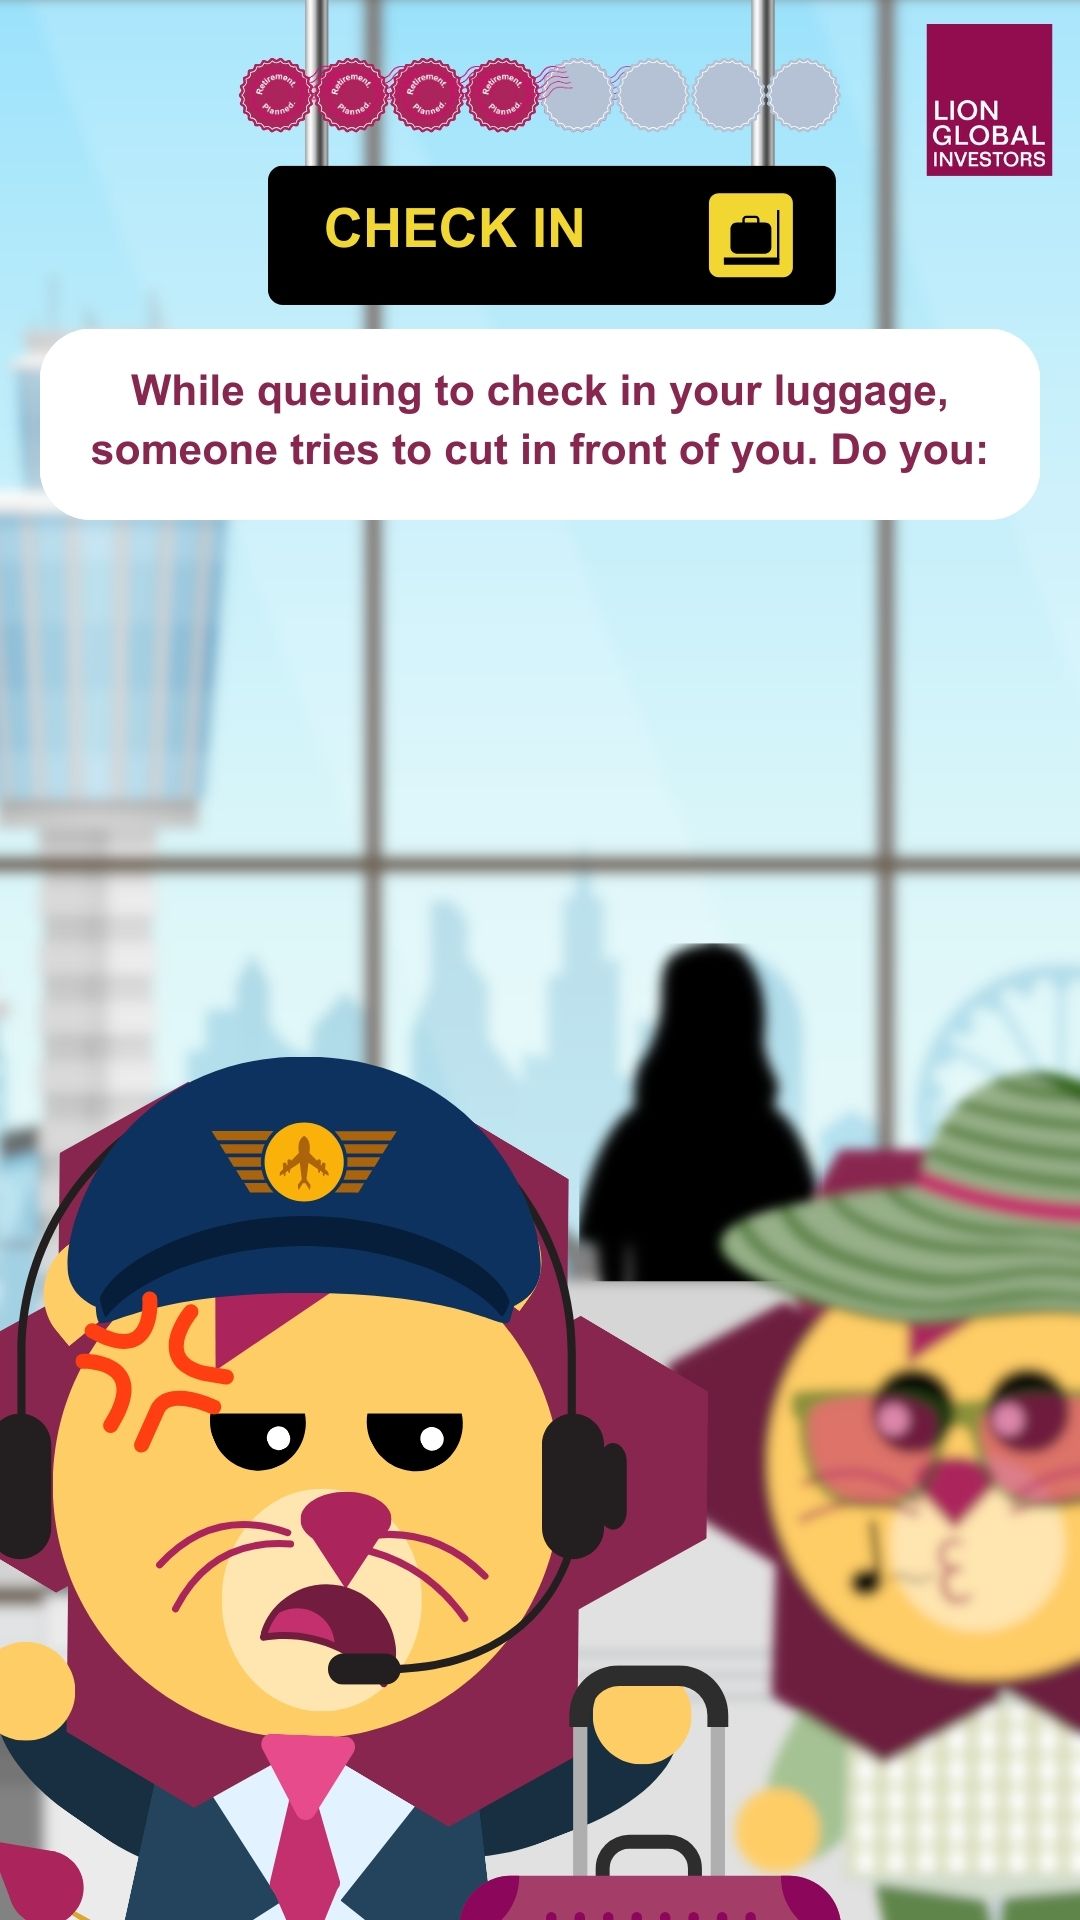 Retirement.
Planned.
Retirement.
Planned.
Retirement.
Planned.
Retirement.
Planned.
LION
GLOBAL
INVESTORS
CHECK IN
While queuing to check in your luggage,
someone tries to cut in front of you. Do you: